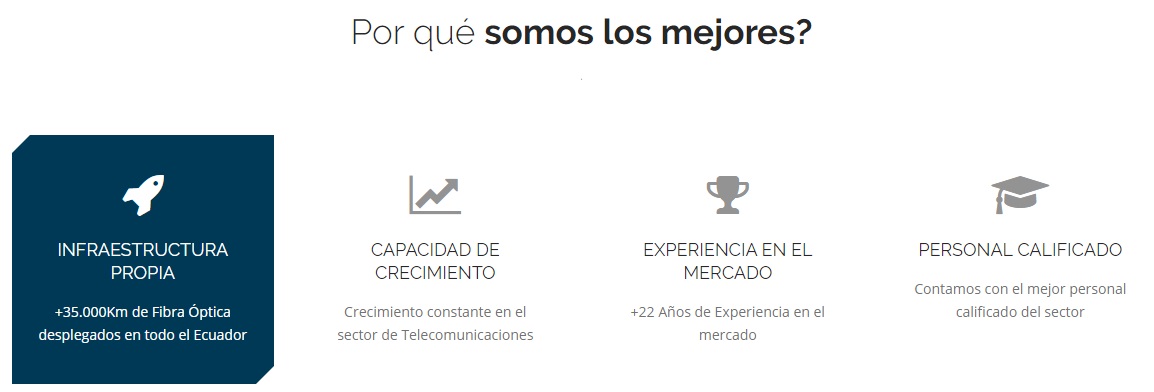 Por qué somos los mejores?
.
INFRAESTRUCTURA
PROPIA
+35.000Km de Fibra Óptica
desplegados en todo el Ecuador
CAPACIDAD DE
CRECIMIENTO
Crecimiento constante en el
sector de Telecomunicaciones
EXPERIENCIA EN EL
MERCADO
+22 Años de Experiencia en el
mercado
PERSONAL CALIFICADO
Contamos con el mejor personal
calificado del sector